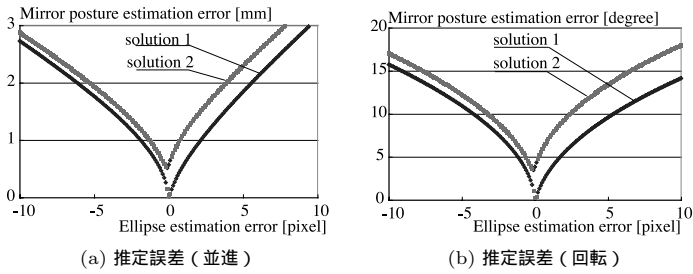 Mirror posture estimation error [mm]
3
2
1
0
solution 1
solution 2
-10
-5
0
5
10
Ellipse estimation error [pixel]
(a) 推定誤差(並進)
Mirror posture estimation error [degree]
20
15
10
5
0
solution 1
solution 2
-10
-5
0
5
10
Ellipse estimation error [pixel]
(b) 推定誤差(回転)